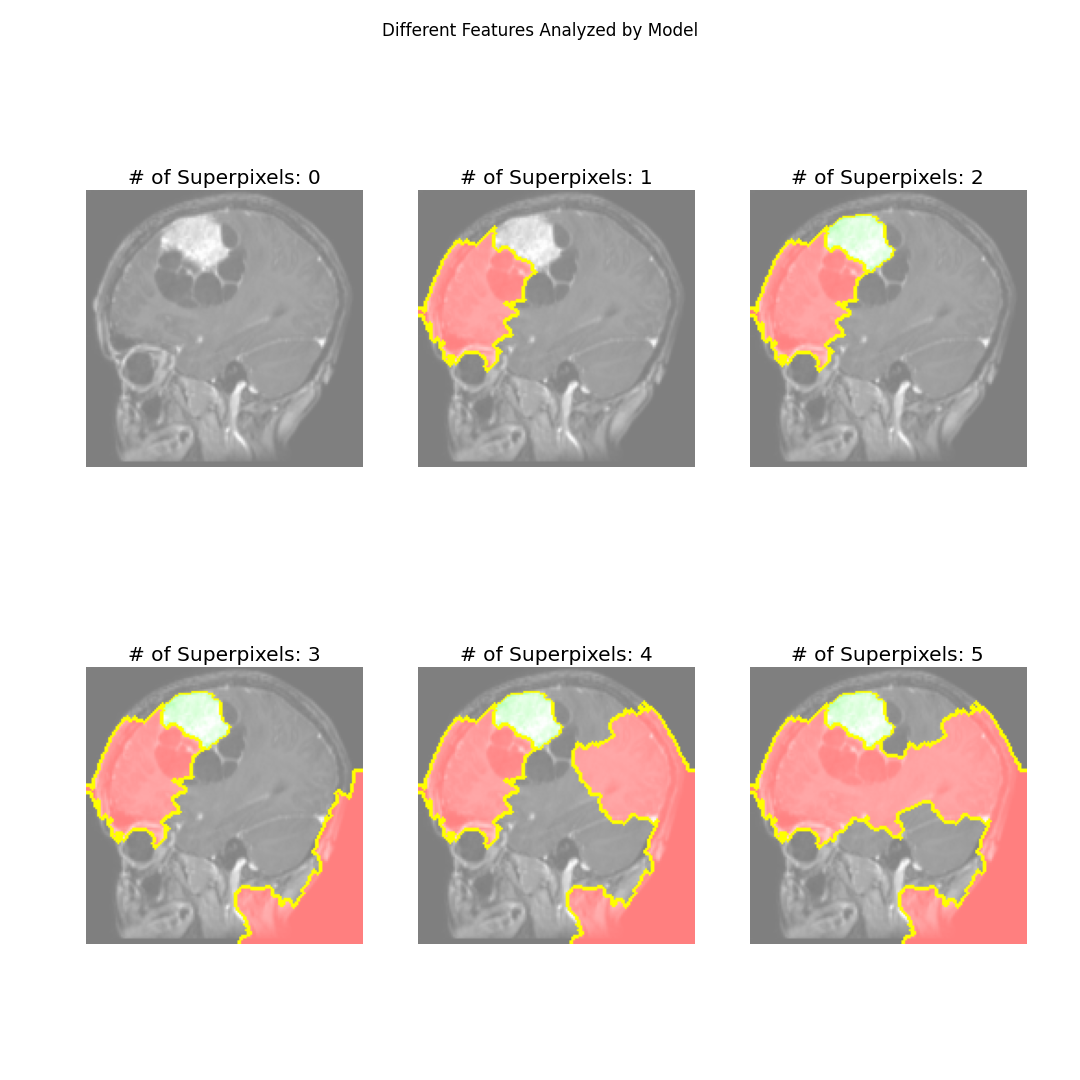 Different Features Analyzed by Model
# of Superpixels: 0
# of Superpixels: 1
# of Superpixels: 2
# of Superpixels: 3
# of Superpixels: 4
# of Superpixels: 5